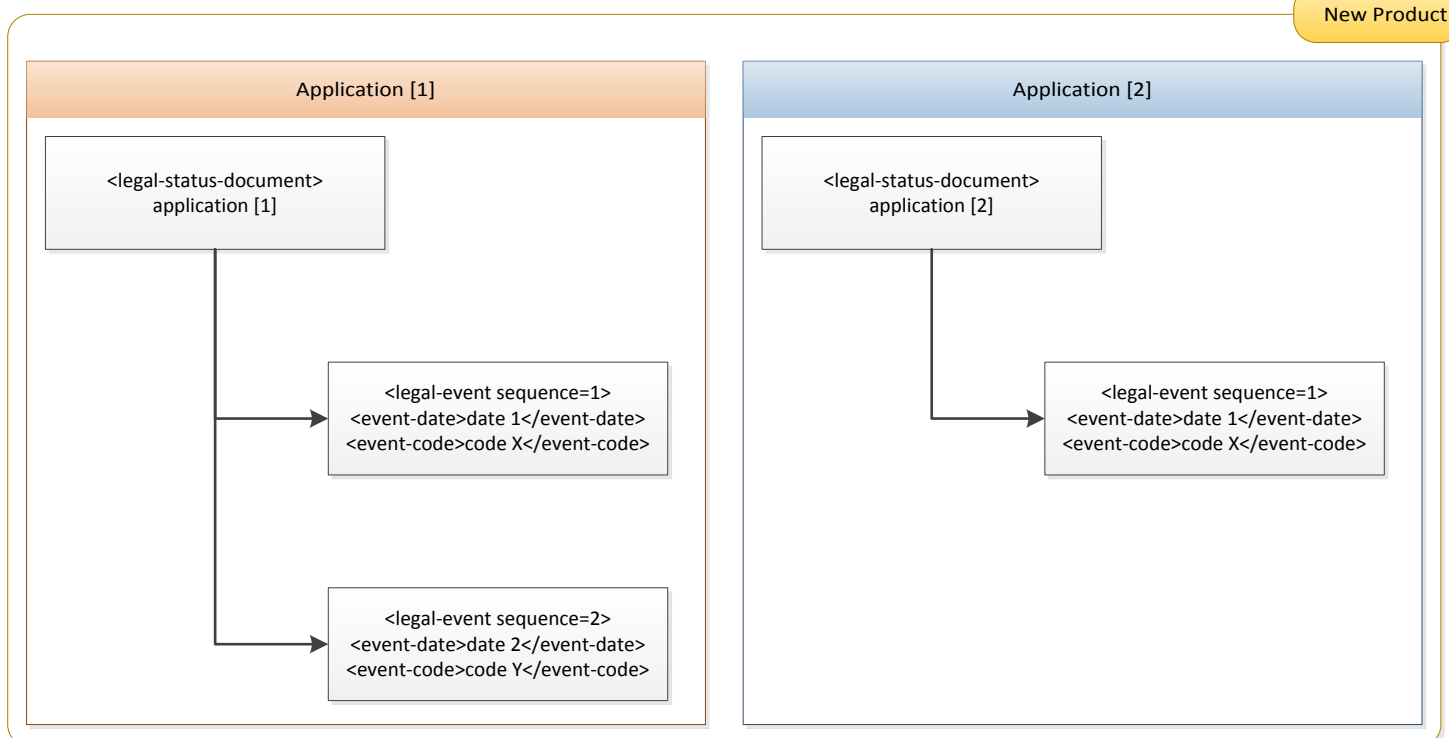 New Product
Application [1]
<legal-status-document>
application [1]
<legal-event sequence=1>
<event-date>date 1</event-date>
<event-code>code X</event-code>
<legal-event sequence=2>
<event-date>date 2</event-date>
<event-code>code Y</event-code>
Application [2]
<legal-status-document>
application [2]
<legal-event sequence=1>
<event-date>date 1</event-date>
<event-code>code X</event-code>